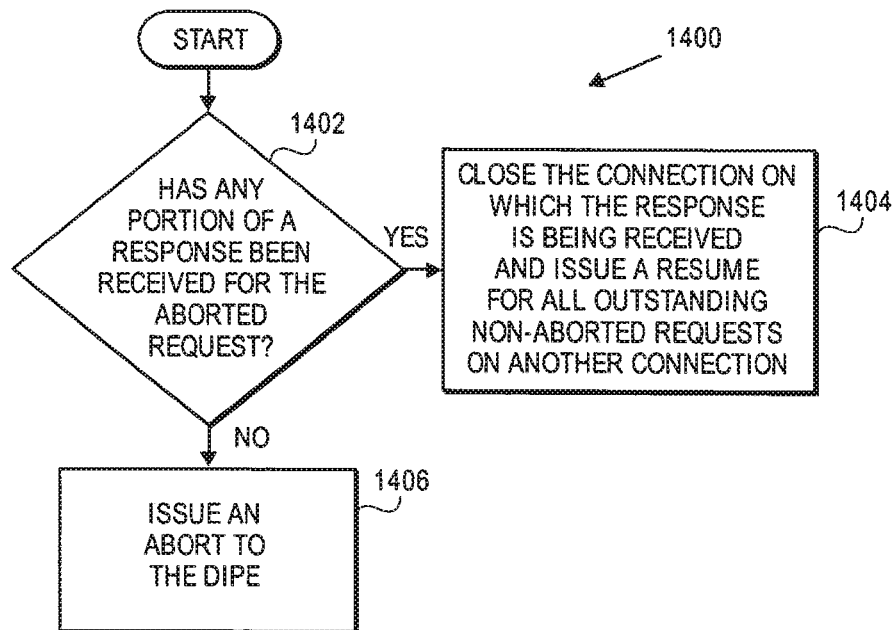 START
1400
1402
HAS ANY
PORTION OF A
RESPONSE BEEN
RECEIVED FOR THE
ABORTED
REQUEST?
YES
CLOSE THE CONNECTION ON
WHICH THE RESPONSE
IS BEING RECEIVED
AND ISSUE A RESUME
FOR ALL OUTSTANDING
NON-ABORTED REQUESTS
ON ANOTHER CONNECTION
1404
NO
1406
ISSUE AN
ABORT TO
THE DIPE